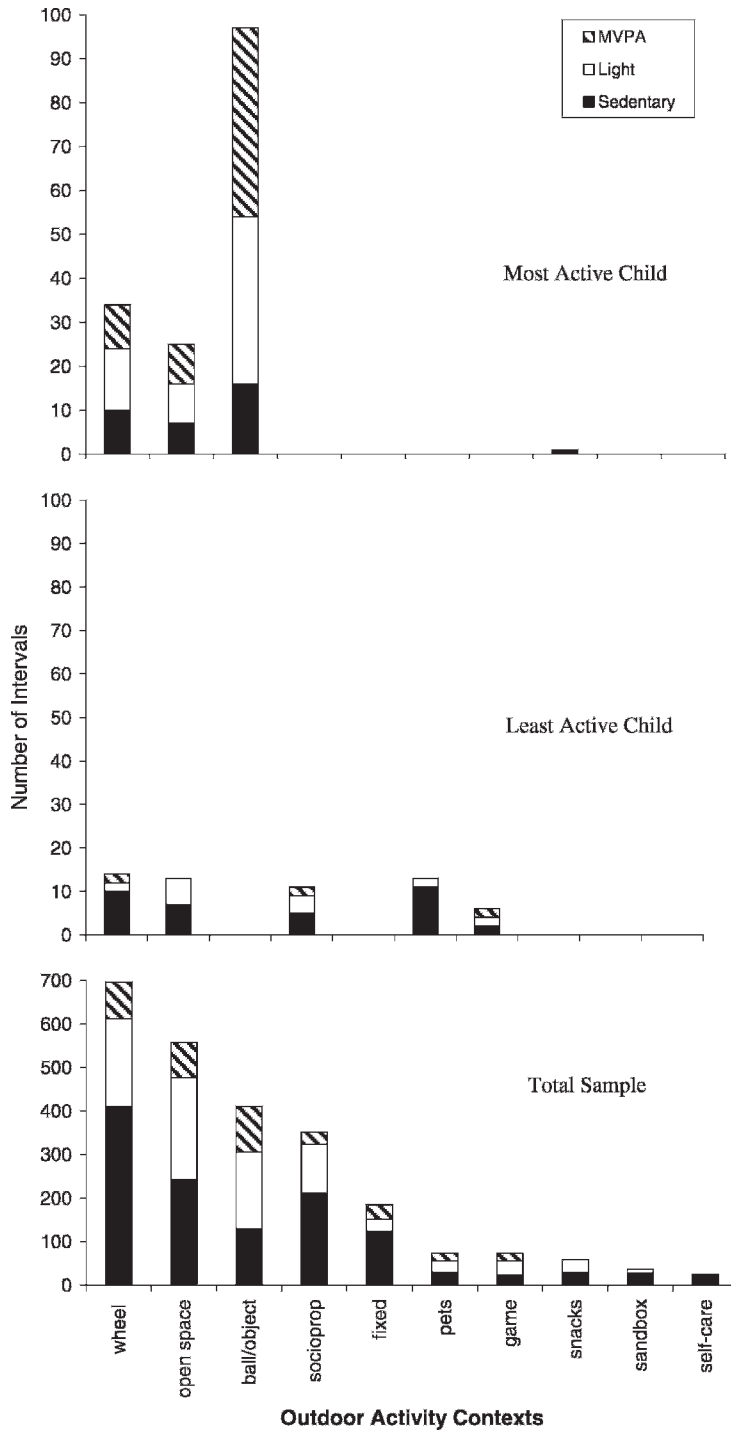 100
90
80
70
60
50
40
30
20
10
0
MVPA
Light
Sedentary
Most Active Child
100
90
80
70
60
50
40
30
20
10
0
Number of Intervals
Least Active Child
700
600
500
400
300
200
100
0
Total Sample
wheel
open space
ball/object
socioprop
fixed
pets
game
snacks
sandbox
self-care
Outdoor Activity Contexts